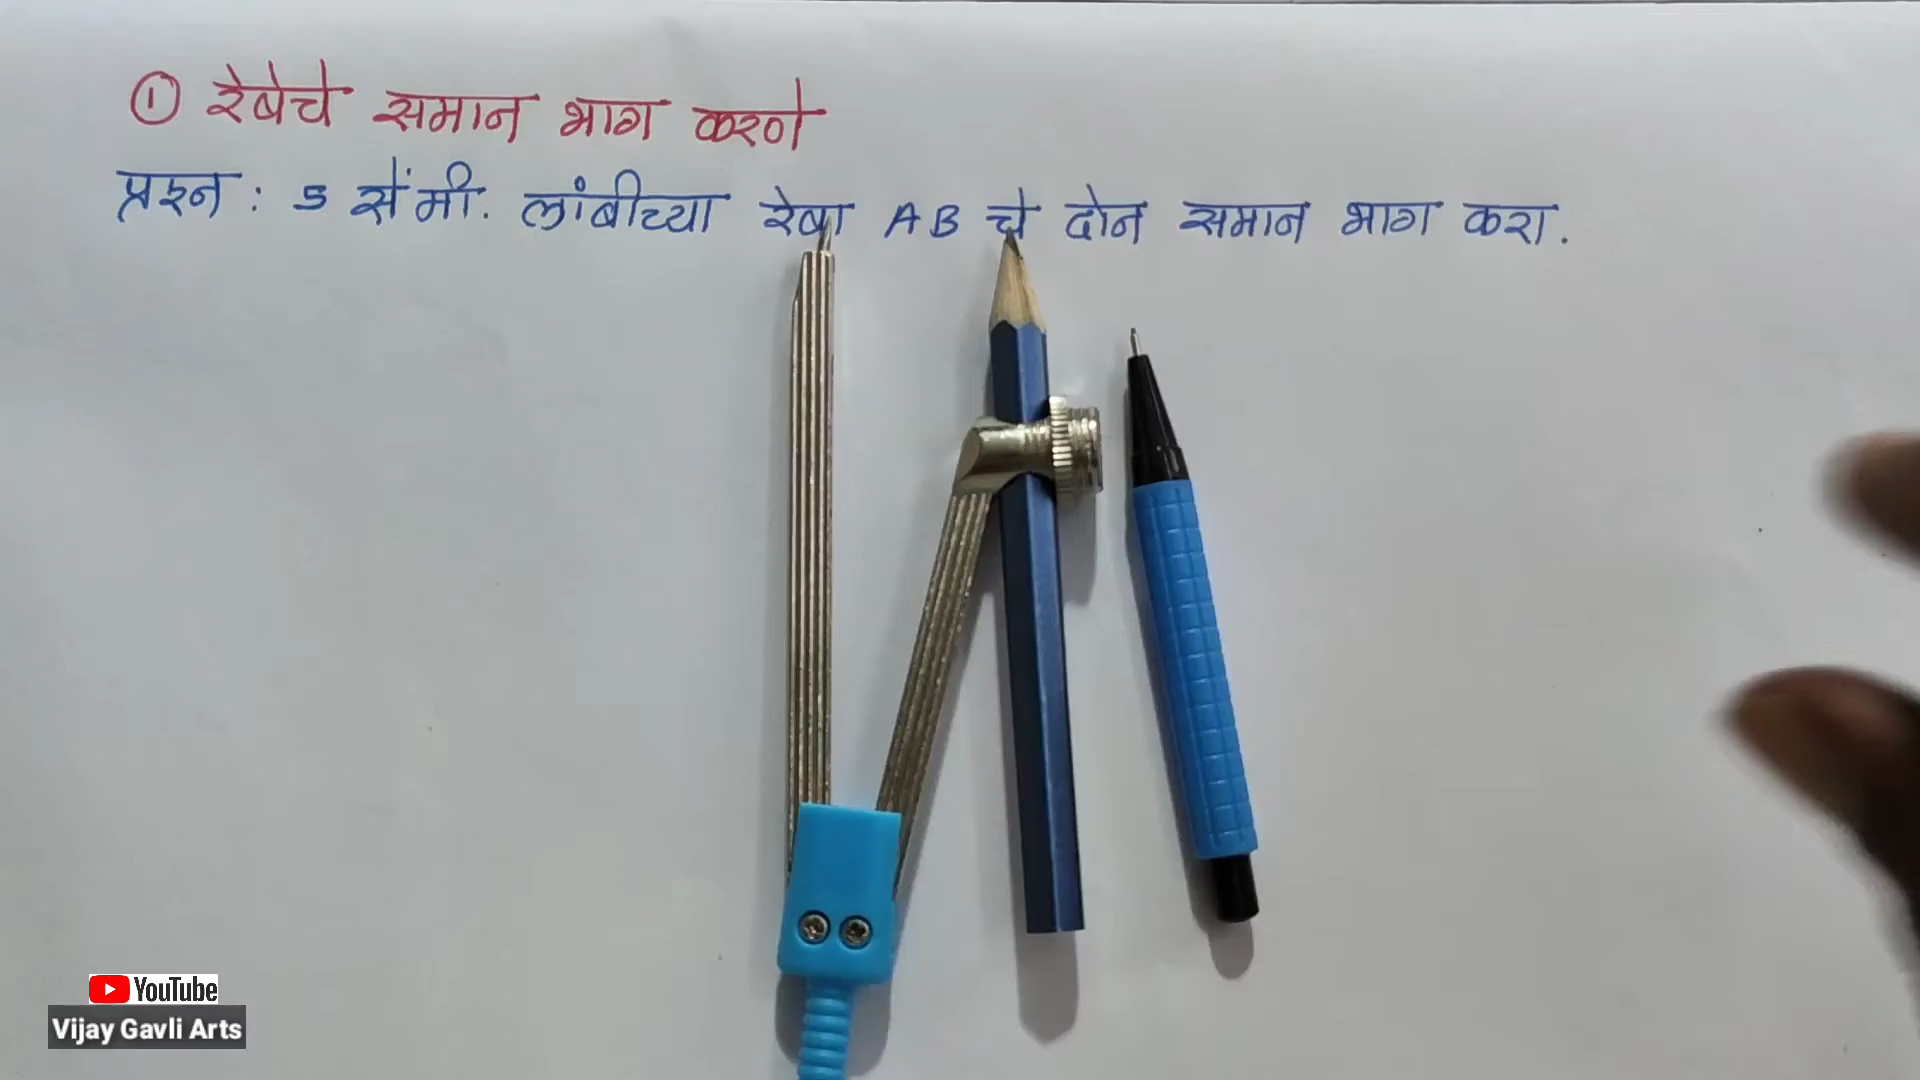 ① रेषेचे समान भाग करणे
प्रश्न : 5 सें मी. लांबीच्या रेषा AB चे दोन समान भाग करा.
YouTube
Vijay Gavli Arts